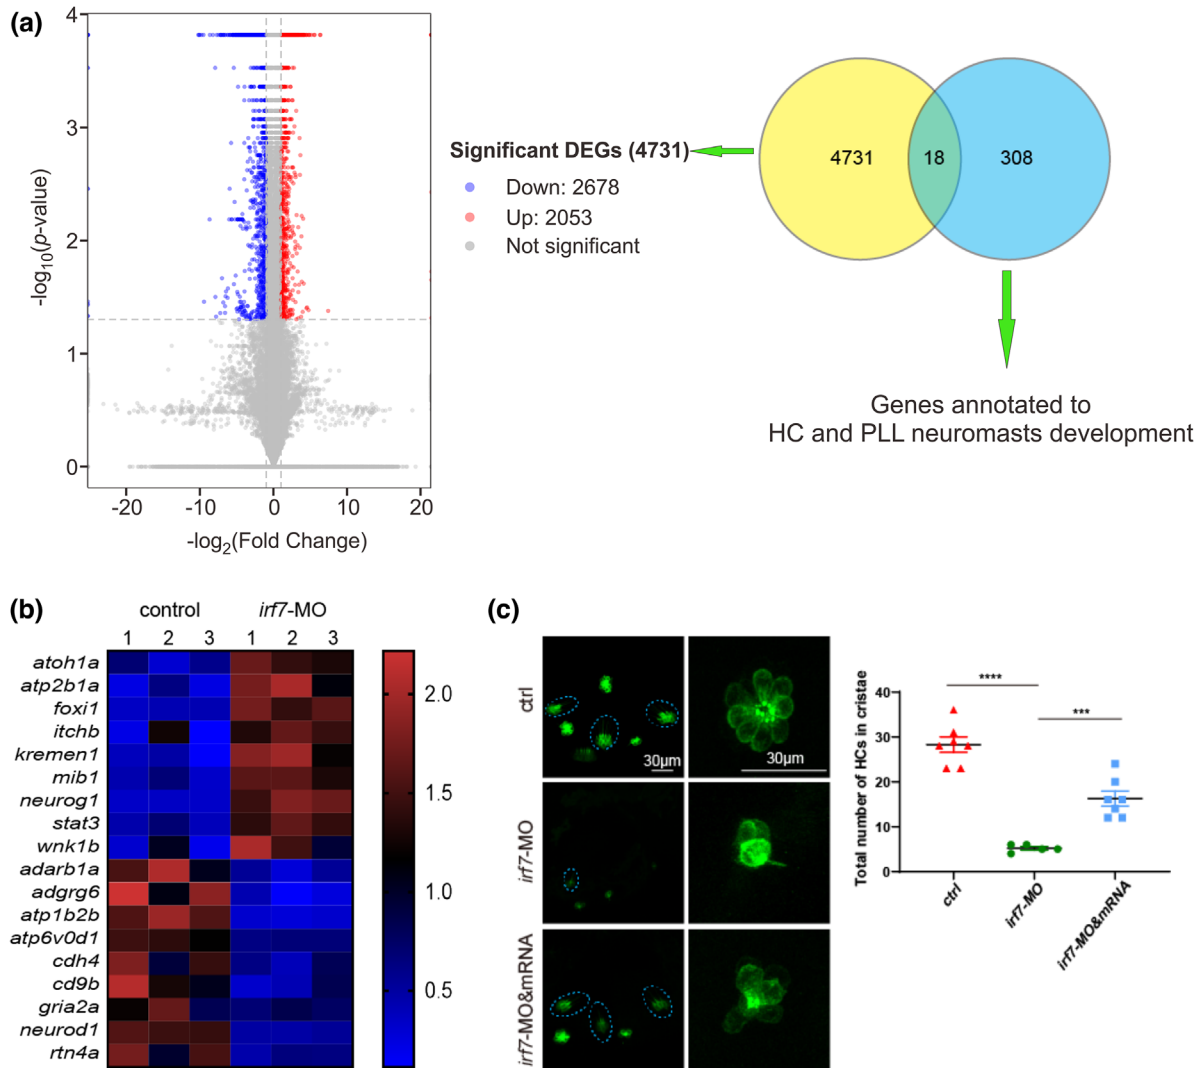 (a)
4
3
2
1
0
-log10(p-value)
-20
-10
0
10
20
-log2(Fold Change)
Significant DEGs (4731)
Down: 2678
Up: 2053
Not significant
4731
18
308
Genes annotated to
HC and PLL neuromasts development
(b)
control
irf7-MO
1 2 3 1 2 3
atoh1a
atp2b1a
foxi1
itchb
kremen1
mib1
neurog1
stat3
wnk1b
adarb1a
adgrg6
atp1b2b
atp6v0d1
cdh4
cd9b
gria2a
neurod1
rtn4a
2.0
1.5
1.0
0.5
(c)
ctrl
30μm
30μm
irf7-MO
irf7-MO&mRNA
Total number of HCs in cristae
40
30
20
10
0
****
***
ctrl
irf7-MO
irf7-MO&mRNA